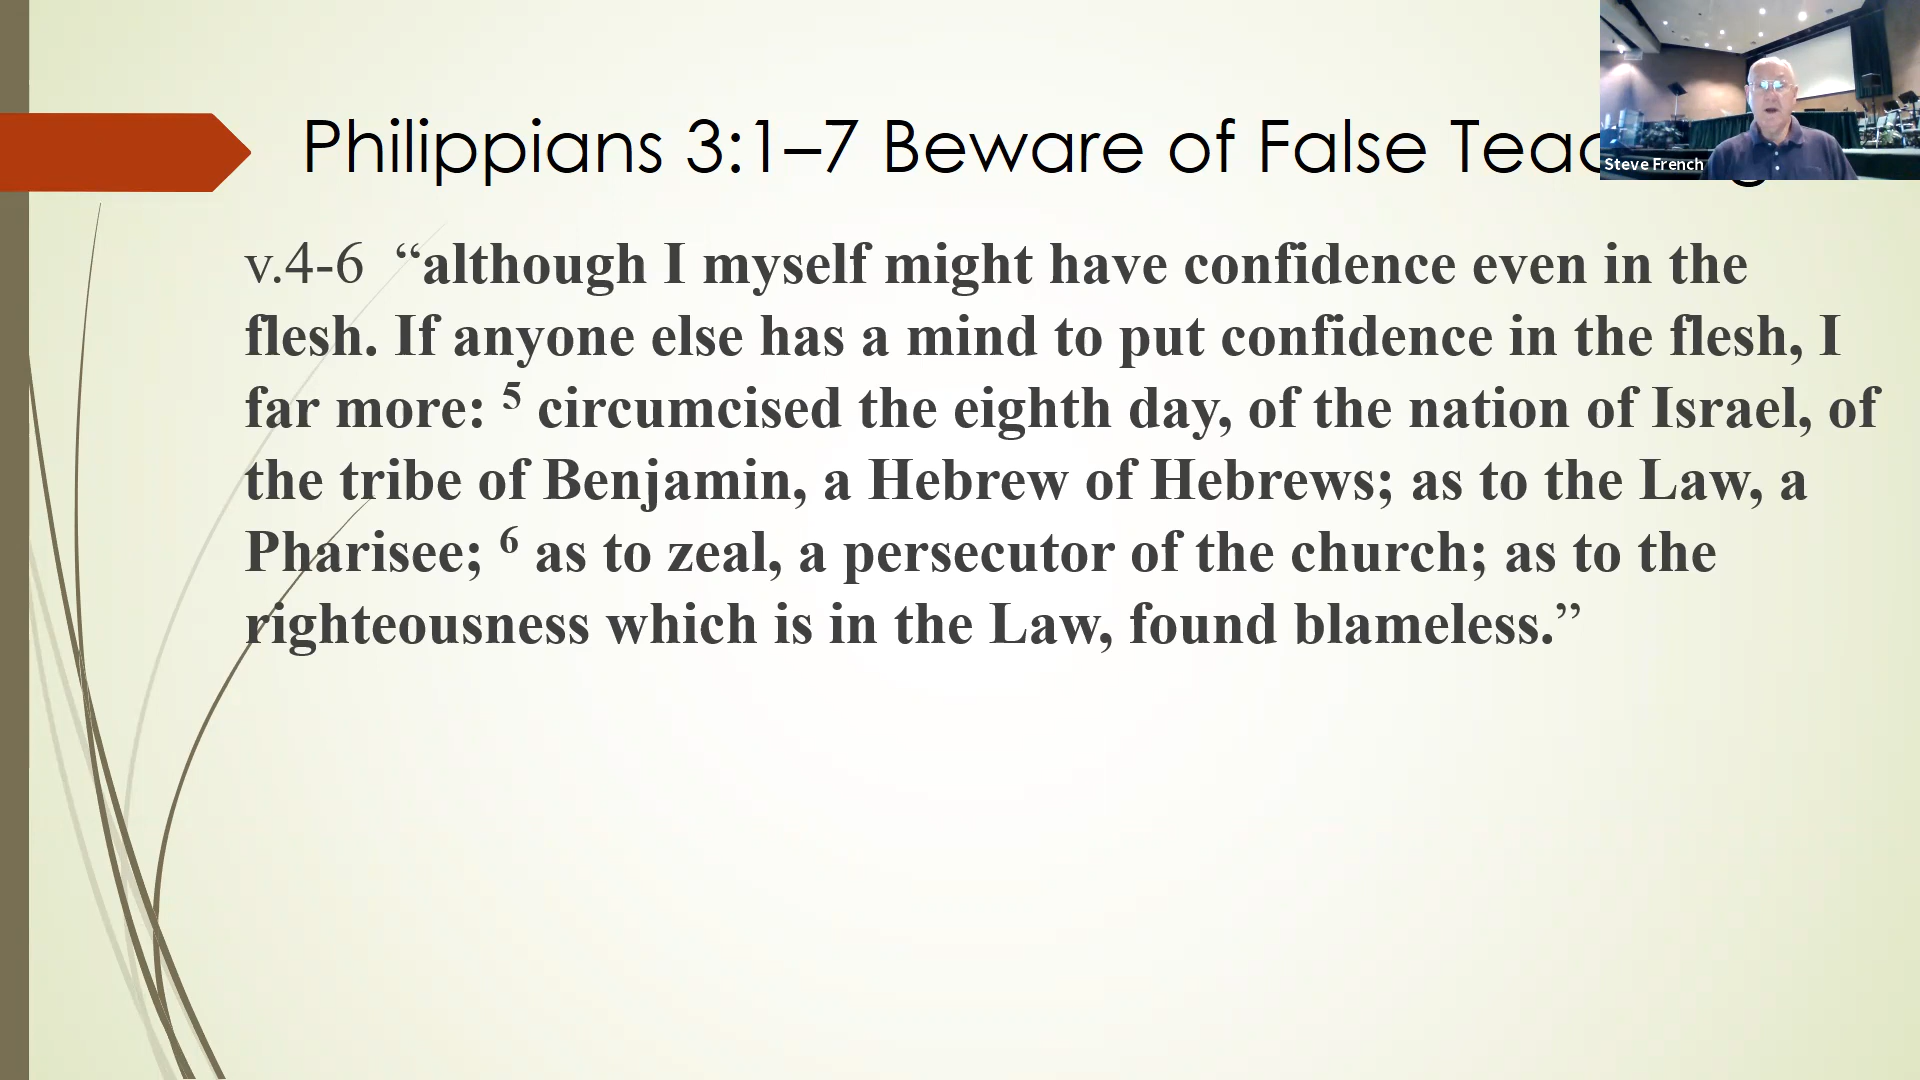 Philippians 3:1–7 Beware of False
Steve French
v.4-6 “although I myself might have confidence even in the
flesh. If anyone else has a mind to put confidence in the flesh, I
far more: ⁵ circumcised the eighth day, of the nation of Israel, of
the tribe of Benjamin, a Hebrew of Hebrews; as to the Law, a
Pharisee; ⁶ as to zeal, a persecutor of the church; as to the
righteousness which is in the Law, found blameless.”